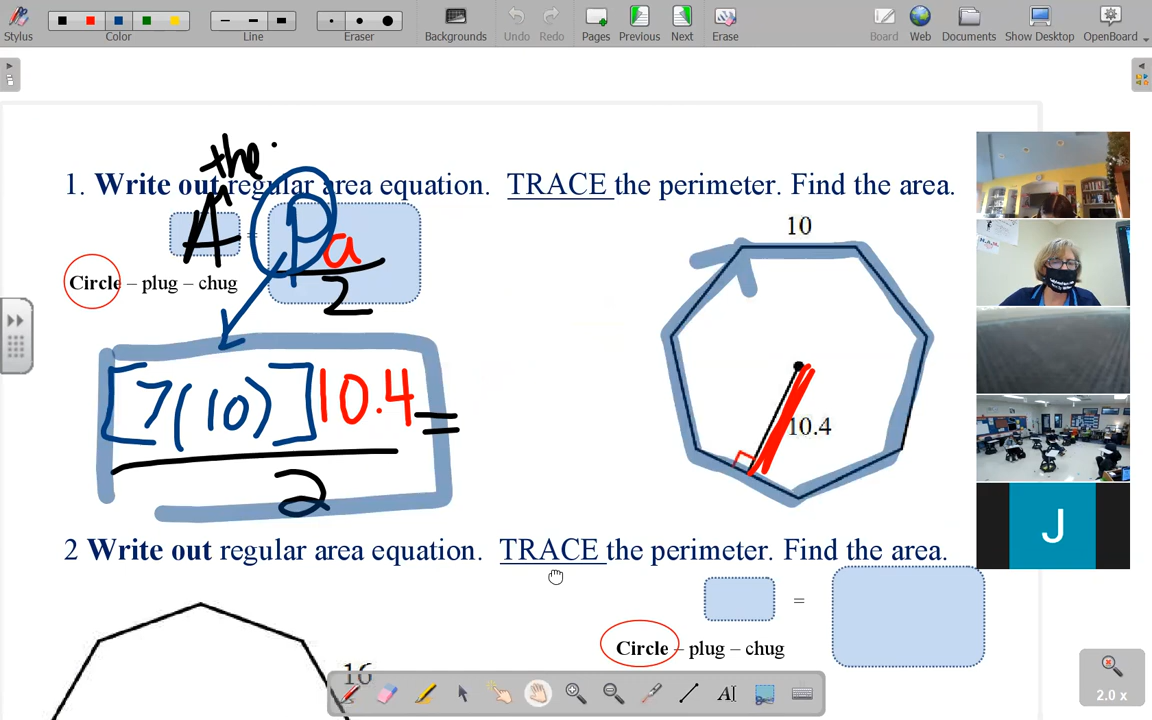 Stylus Color Line Eraser Backgrounds Undo Redo Pages Previous Next Erase Board Web Documents Show Desktop OpenBoard
the
1. Write out regular area equation. TRACE the perimeter. Find the area.
10
A = Pa
2
Circle – plug – chug
[7(10)]10.4 =
2
10.4
J
2 Write out regular area equation. TRACE the perimeter. Find the area.
=
Circle – plug – chug
16
2.0 x